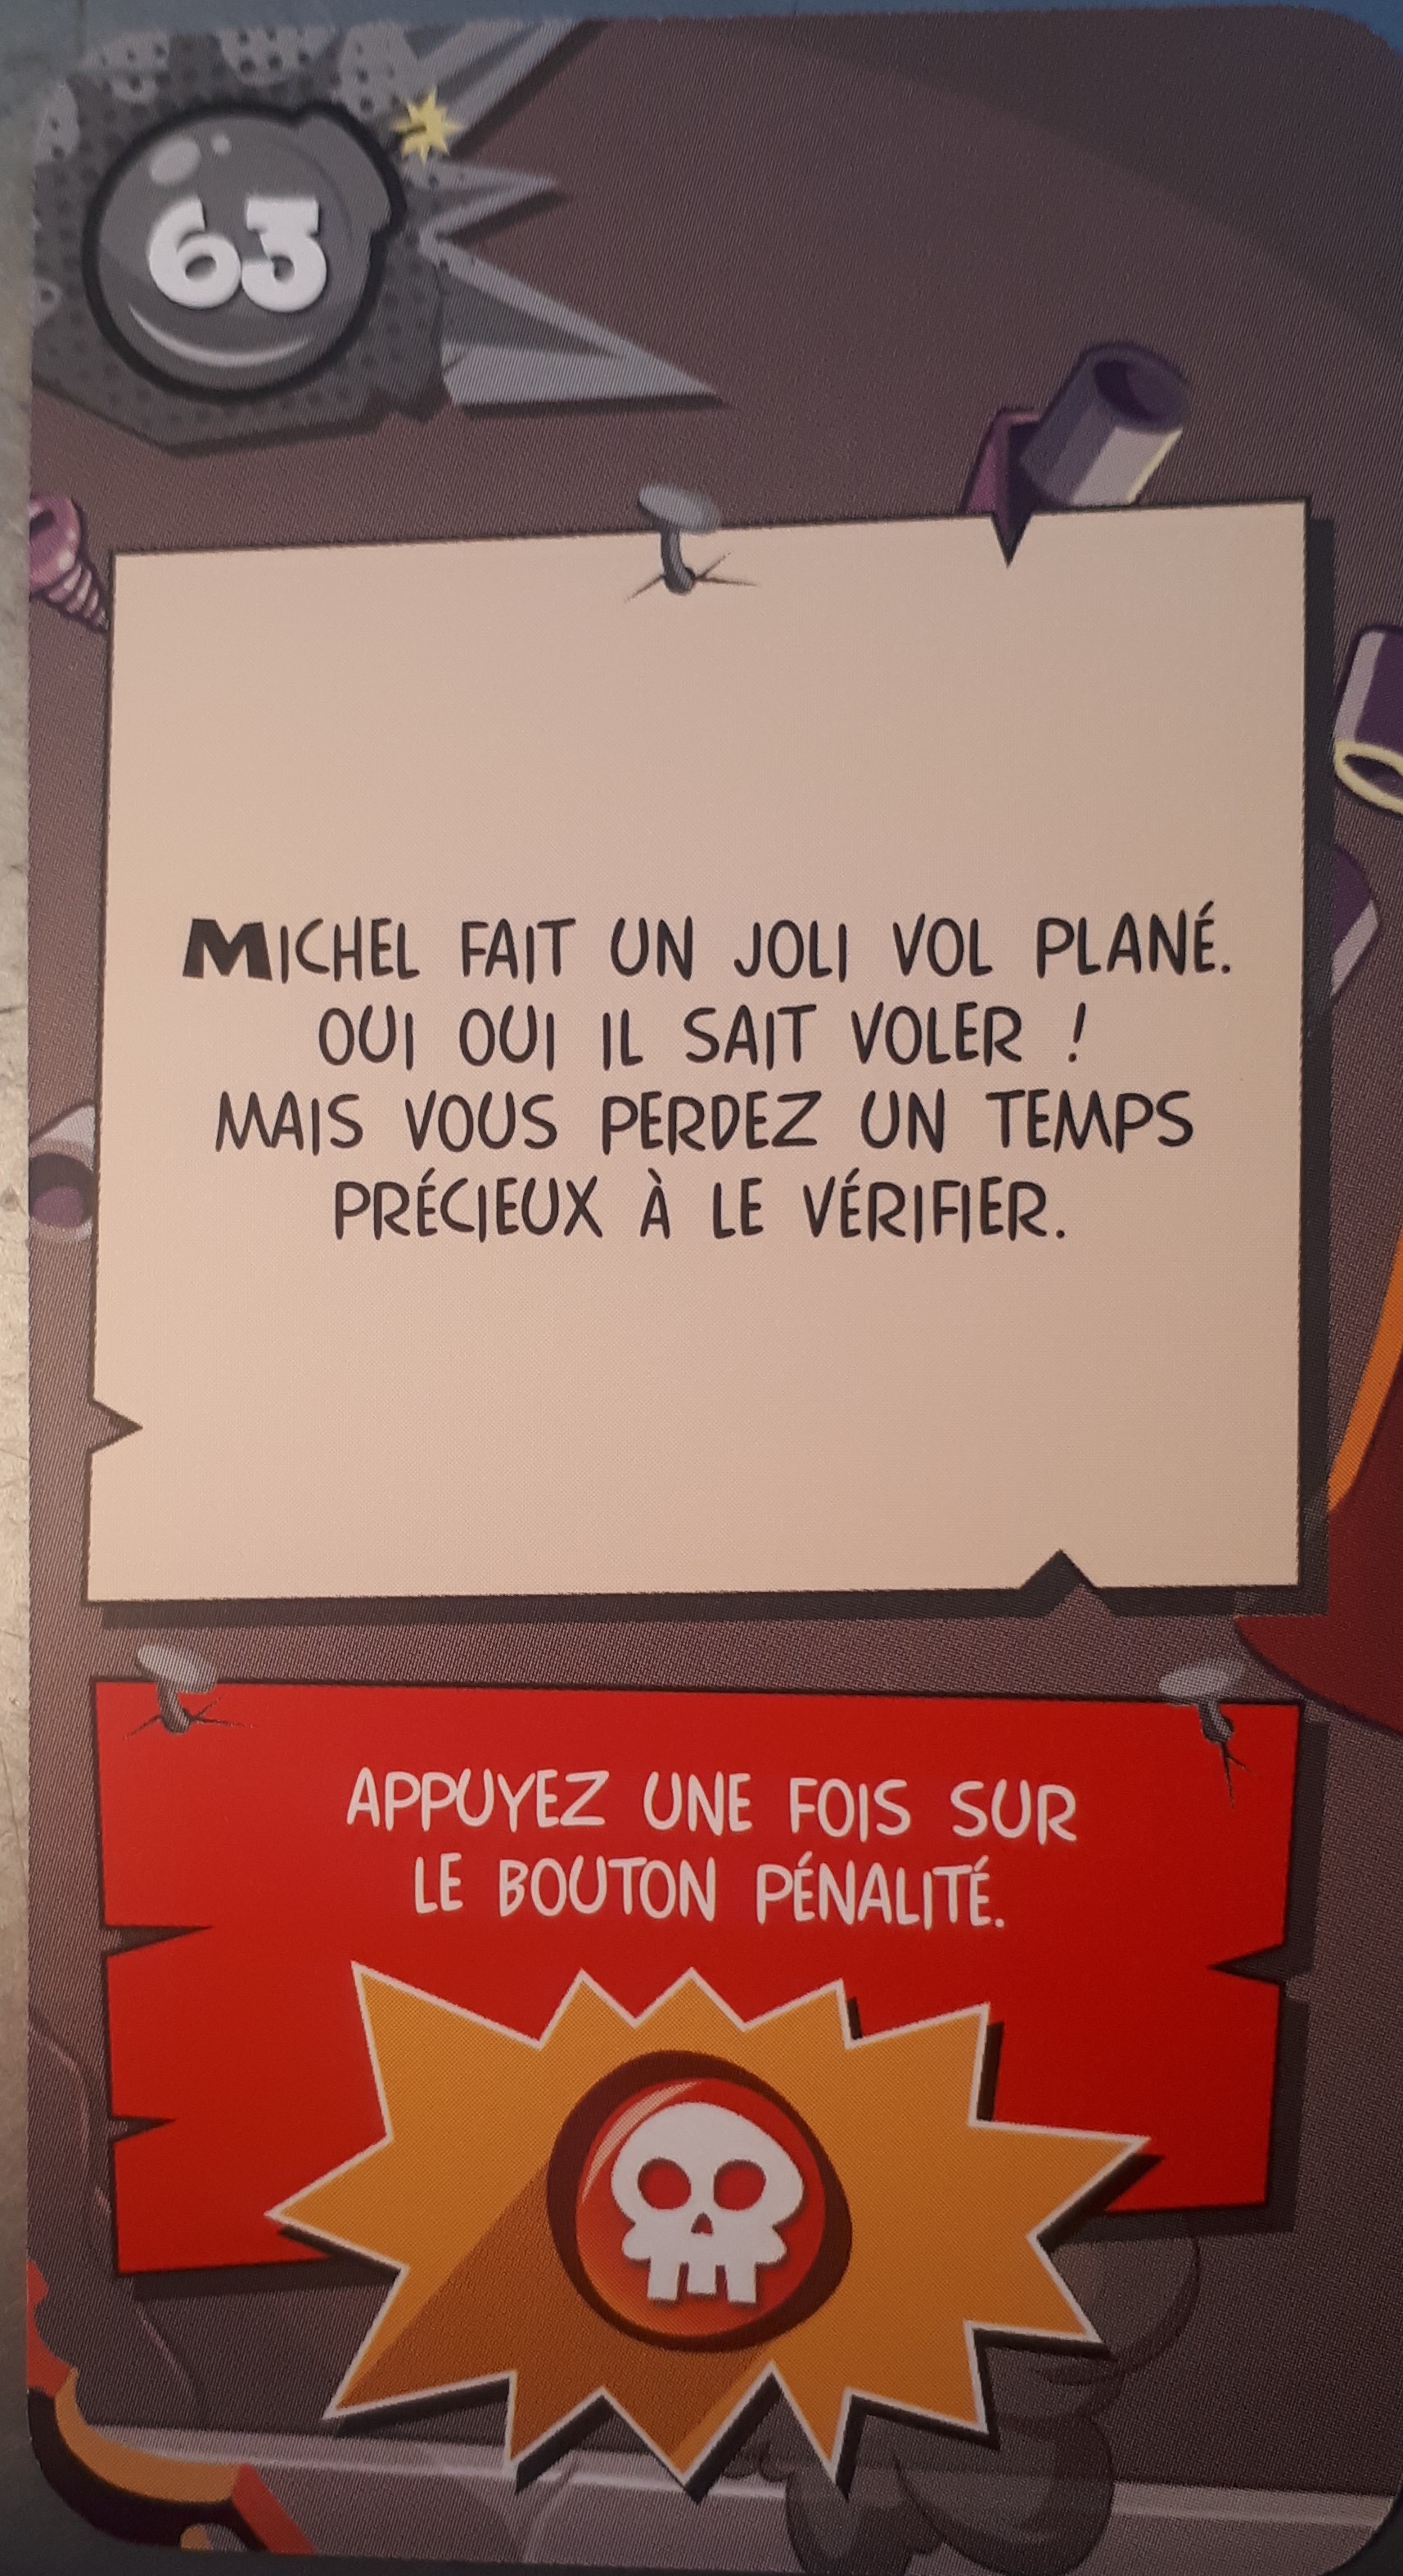 63
MICHEL FAIT UN JOLI VOL PLANÉ.
OUI OUI IL SAIT VOLER !
MAIS VOUS PERDEZ UN TEMPS
PRÉCIEUX À LE VÉRIFIER.
APPUYEZ UNE FOIS SUR
LE BOUTON PÉNALITÉ.